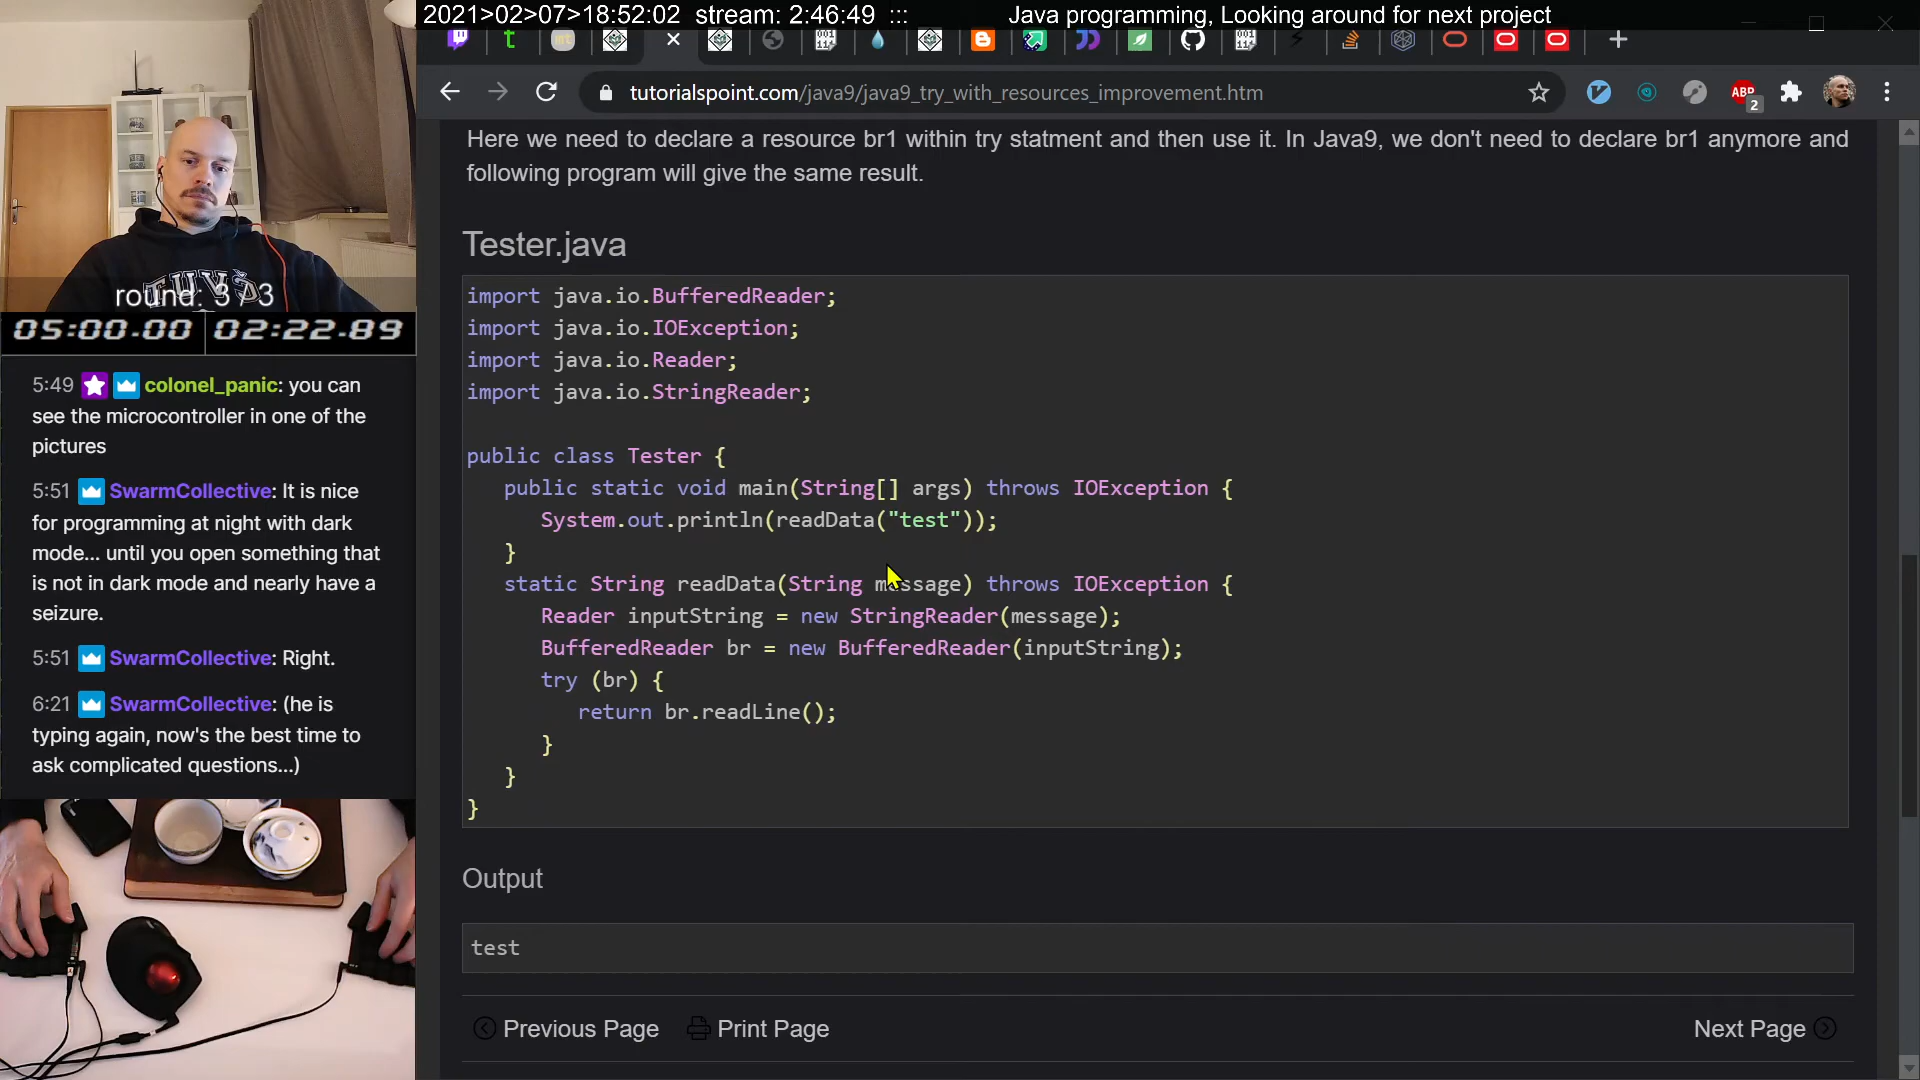 2021>02>07>18:52:02 stream: 2:46:49 ::: Java programming, Looking around for next project
tutorialspoint.com/java9/java9_try_with_resources_improvement.htm
ABP
2
Here we need to declare a resource br1 within try statment and then use it. In Java9, we don't need to declare br1 anymore and
following program will give the same result.
Tester.java
import java.io.BufferedReader;
import java.io.IOException;
import java.io.Reader;
import java.io.StringReader;
public class Tester {
public static void main(String[] args) throws IOException {
System.out.println(readData("test"));
}
static String readData(String message) throws IOException {
Reader inputString = new StringReader(message);
BufferedReader br = new BufferedReader(inputString);
try (br) {
return br.readLine();
}
}
}
Output
test
Previous Page Print Page Next Page
round: 3 / 3
05:00.00 02:22.89
5:49 colonel_panic: you can
see the microcontroller in one of the
pictures
5:51 SwarmCollective: It is nice
for programming at night with dark
mode... until you open something that
is not in dark mode and nearly have a
seizure.
5:51 SwarmCollective: Right.
6:21 SwarmCollective: (he is
typing again, now's the best time to
ask complicated questions...)